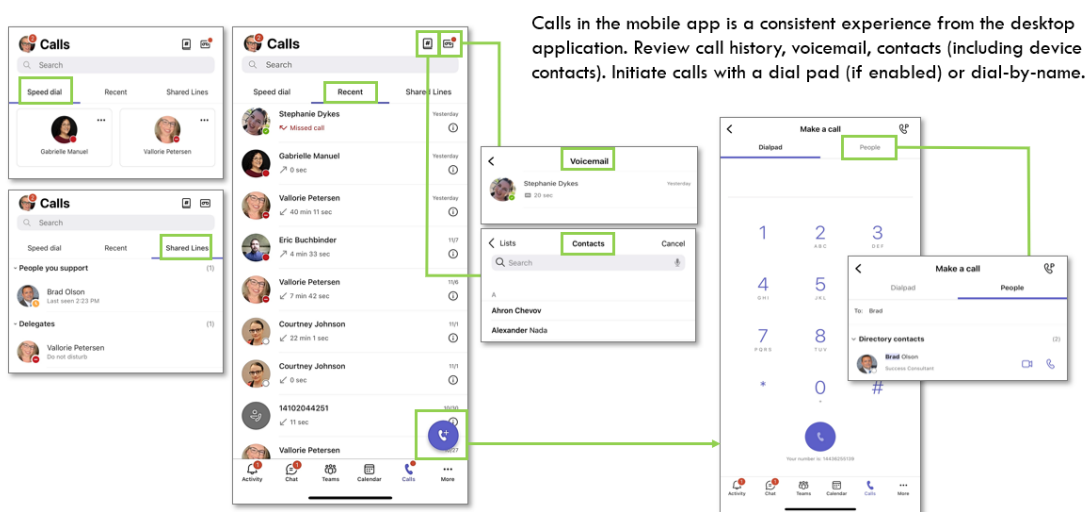 Calls in the mobile app is a consistent experience from the desktop
application. Review call history, voicemail, contacts (including device
contacts). Initiate calls with a dial pad (if enabled) or dial-by-name.
2
Calls
Search
Speed dial Recent Shared Lines
Gabrielle Manuel Vallorie Petersen
2
Calls
Search
Speed dial Recent Shared Lines
People you support (1)
Brad Olson
Last seen 2:23 PM
Delegates (1)
Vallorie Petersen
Do not disturb
2
Calls
Search
Speed dial Recent Shared Lines
Stephanie Dykes Yesterday
Missed call
Gabrielle Manuel Yesterday
0 sec
Vallorie Petersen Yesterday
40 min 11 sec
Eric Buchbinder 11/7
4 min 33 sec
Vallorie Petersen 11/6
7 min 42 sec
Courtney Johnson 11/1
22 min 1 sec
Courtney Johnson 11/1
0 sec
14102044251 10/30
11 sec
Vallorie Petersen
Activity Chat Teams Calendar Calls More
Voicemail
Stephanie Dykes Yesterday
20 sec
Lists Contacts Cancel
Search
A
Ahron Chevov
Alexander Nada
Make a call
Dialpad People
1 2 3
ABC DEF
4 5
GHI JKL
7 8
PQRS TUV
* 0 #
+
Your number is
Activity Chat Teams Calendar Calls More
Make a call
Dialpad People
To: Brad
Directory contacts (2)
Brad Olson
Success Consultant